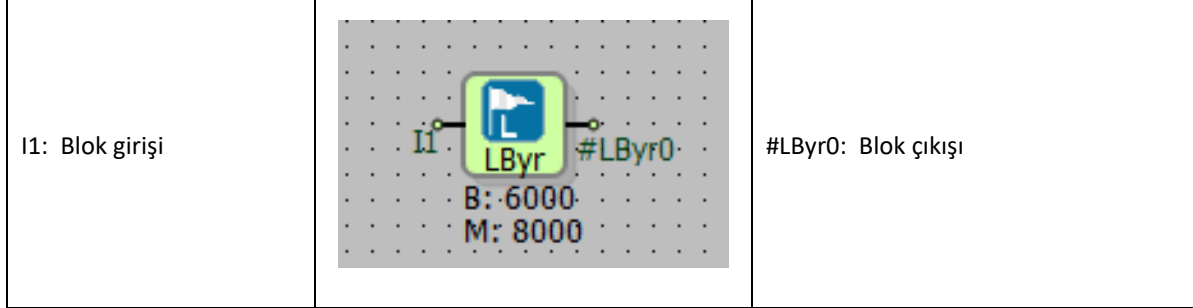 I1: Blok girişi
L
I1
LByr
#LByr0
B: 6000
M: 8000
#LByr0: Blok çıkışı